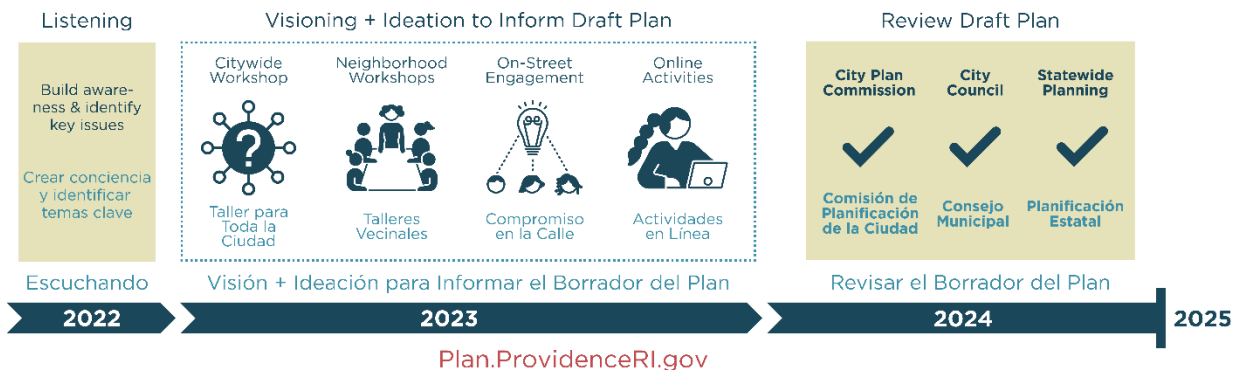 Listening
Build aware-
ness & identify
key issues
Crear conciencia
y identificar
temas clave
Escuchando
Visioning + Ideation to Inform Draft Plan
Citywide
Workshop
?
Taller para
Toda la
Ciudad
Neighborhood
Workshops
Talleres
Vecinales
On-Street
Engagement
Compromiso
en la Calle
Online
Activities
Actividades
en Línea
Visión + Ideación para Informar el Borrador del Plan
Review Draft Plan
City Plan
Commission
Comisión de
Planificación
de la Ciudad
City
Council
Consejo
Municipal
Statewide
Planning
Planificación
Estatal
Revisar el Borrador del Plan
2022
2023
2024
2025
Plan.ProvidenceRI.gov